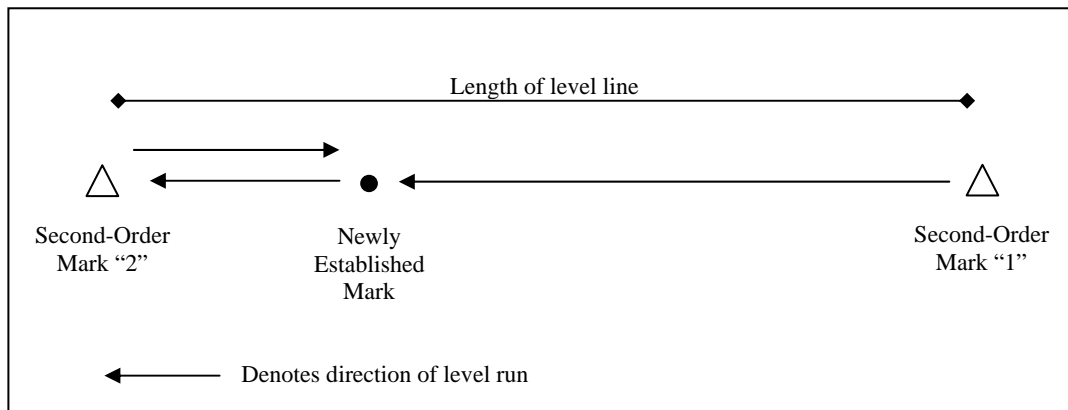 Length of level line
Second-Order
Mark “2”
Newly
Established
Mark
Second-Order
Mark “1”
Denotes direction of level run